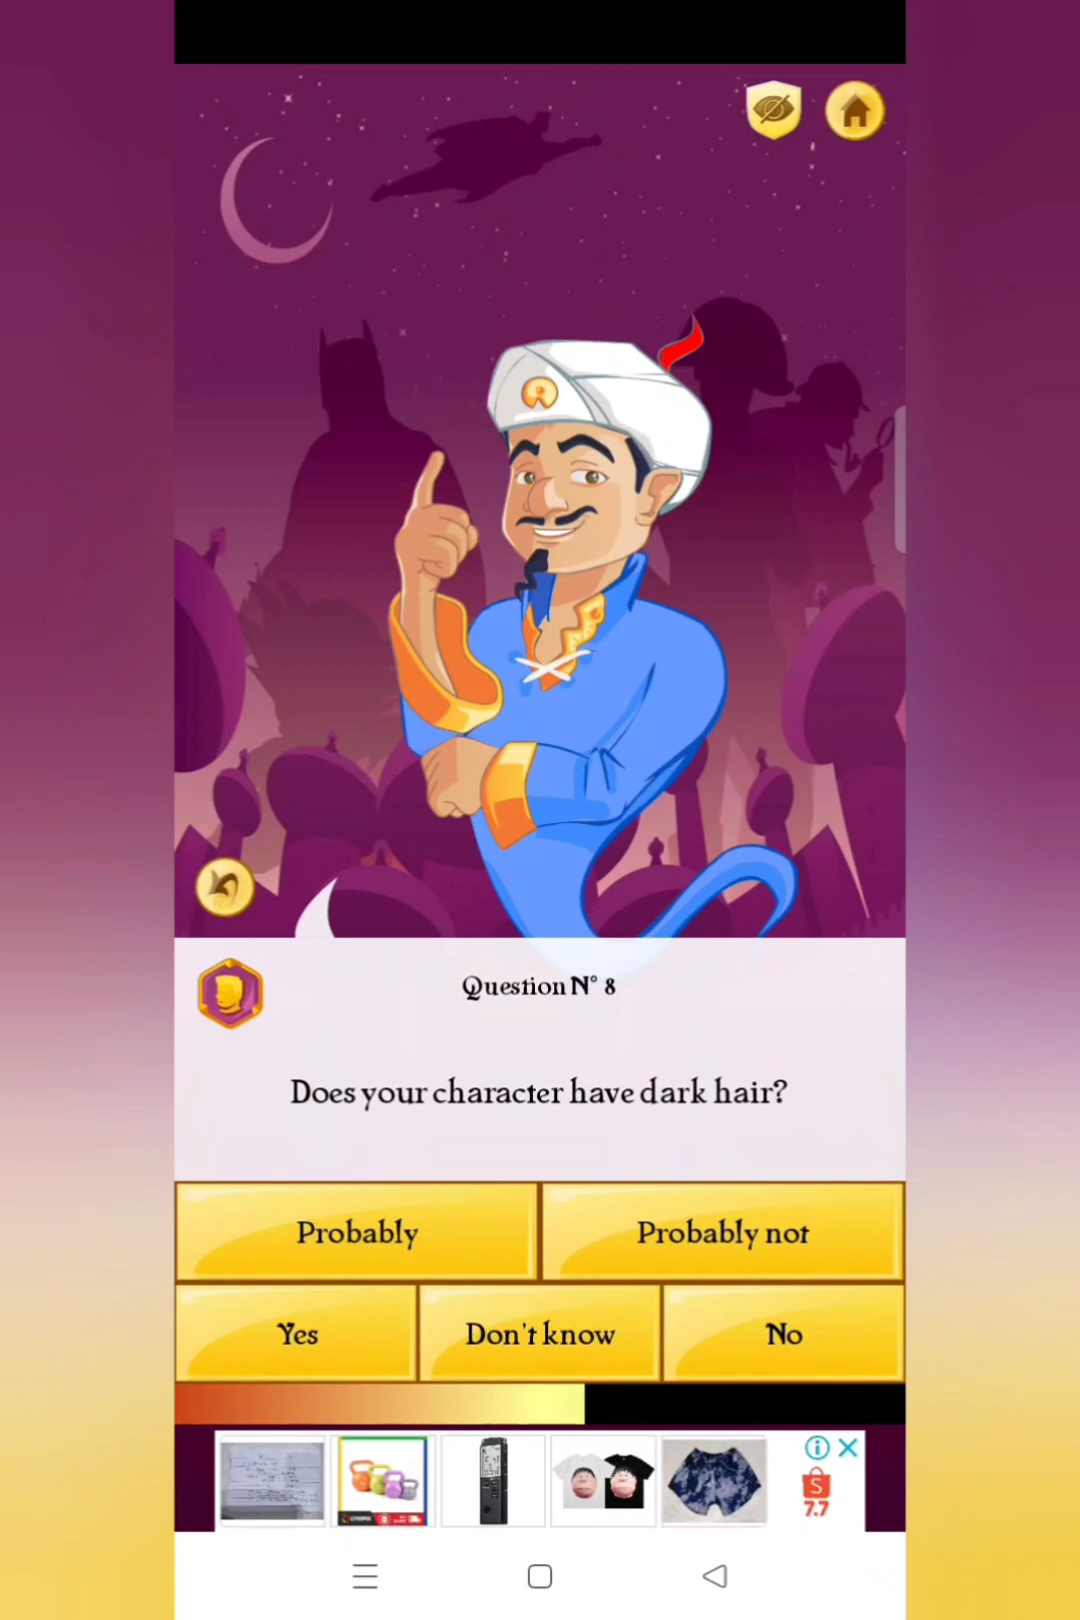 Question N° 8
Does your character have dark hair?
Probably
Probably not
Yes
Don't know
No
S
7.7